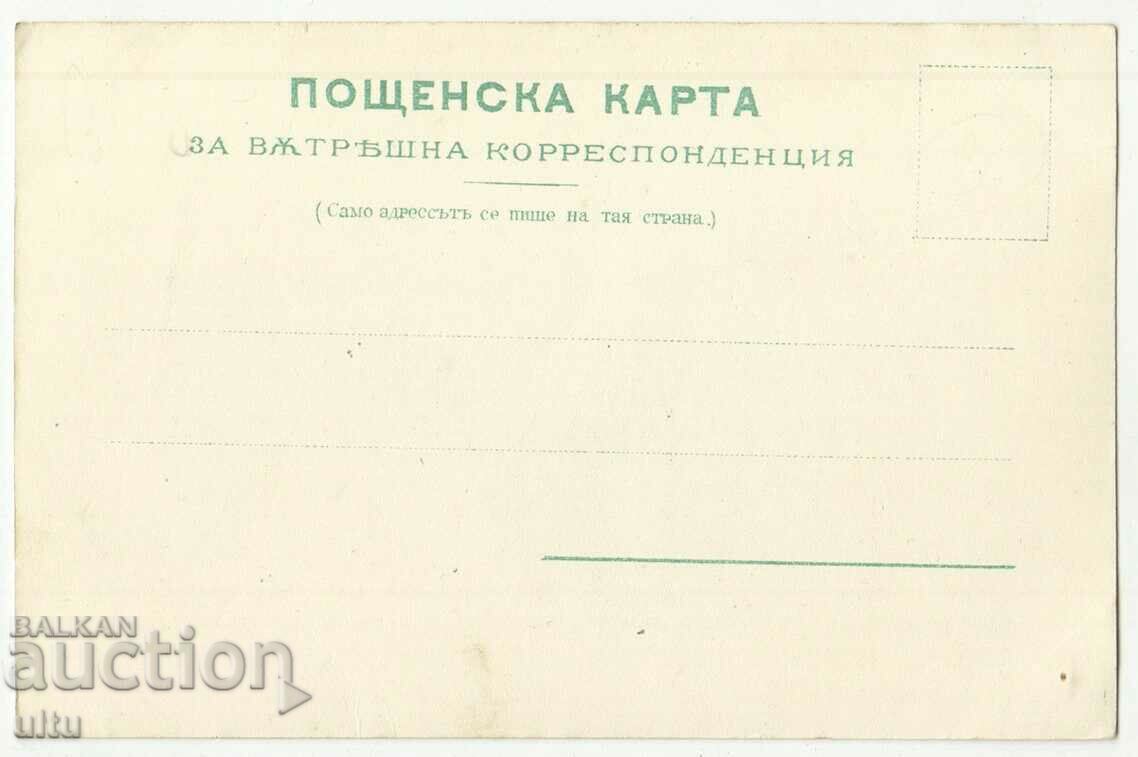 ПОЩЕНСКА КАРТА
ЗА ВѪТРѢШНА КОРРЕСПОНДЕНЦИЯ
(Само адрессътъ се пише на тая страна.)
BALKAN
auction
ultu